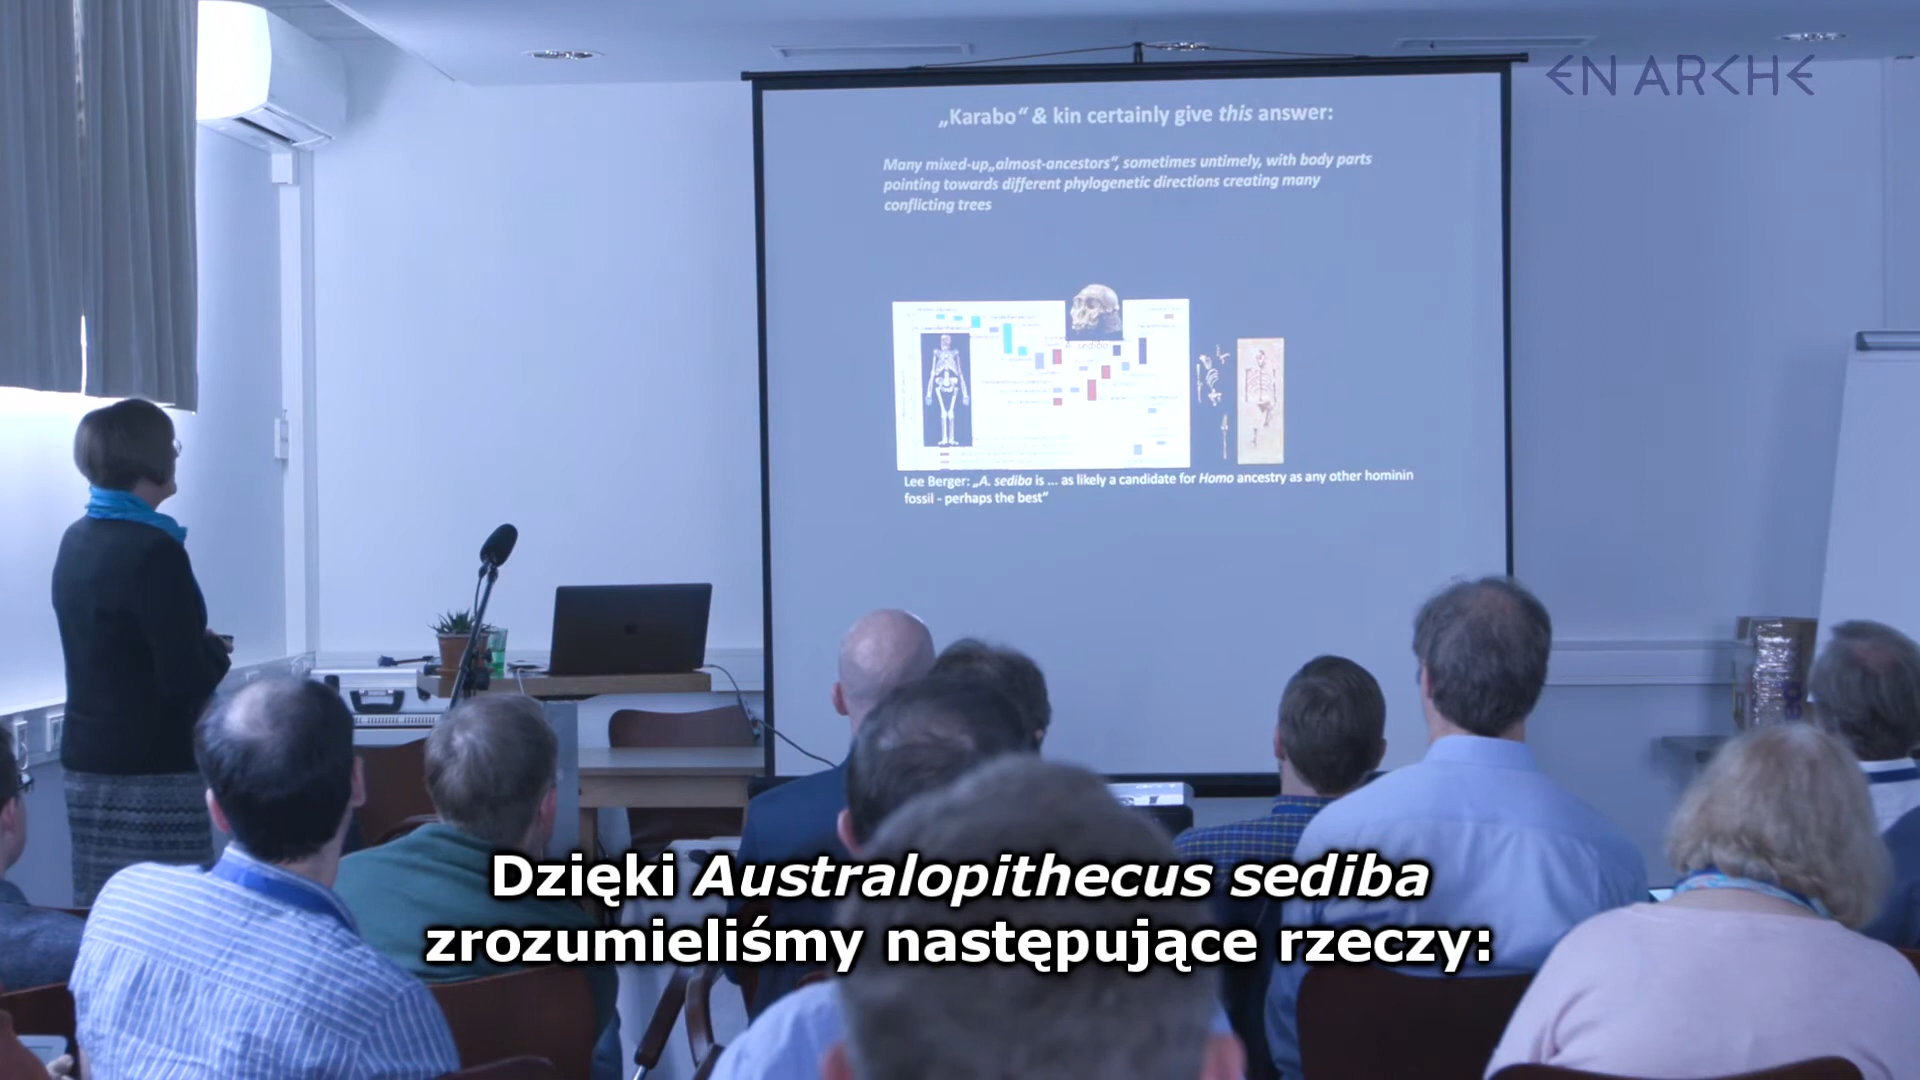 EN ARCHE
„Karabo“ & kin certainly give this answer:
Many mixed-up„almost-ancestors“, sometimes untimely, with body parts
pointing towards different phylogenetic directions creating many
conflicting trees
A. sediba
Lee Berger: „A. sediba is ... as likely a candidate for Homo ancestry as any other hominin
fossil - perhaps the best“
Dzięki Australopithecus sediba
zrozumieliśmy następujące rzeczy: